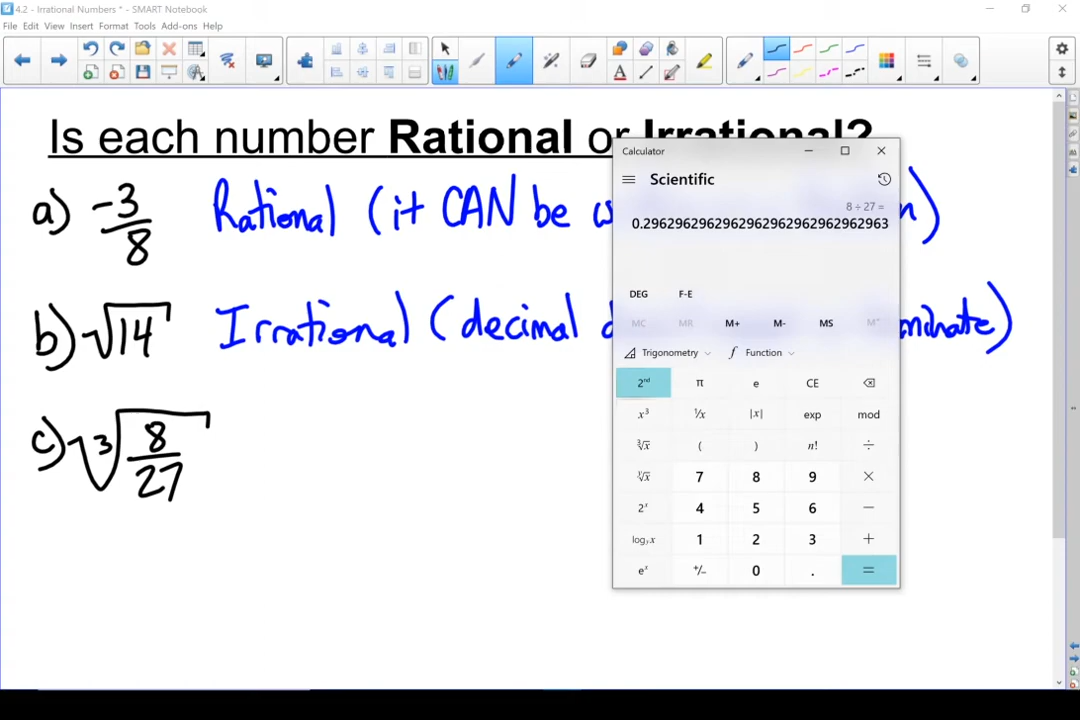 4.2 - Irrational Numbers * - SMART Notebook
File Edit View Insert Format Tools Add-ons Help
Is each number Rational or Irrational?
a) -3/8 Rational (it CAN be
b) √14 Irrational (decimal
c) ∛8/27
Calculator
Scientific
8 ÷ 27 =
0.29629629629629629629629629629663
DEG F-E
MC MR M+ M- MS M˅
Trigonometry Function
2nd π e CE
x³ ¹/x |x| exp mod
∛x ( ) n! ÷
ʸ√x 7 8 9 ×
2ˣ 4 5 6 −
logᵧx 1 2 3 +
eˣ +/− 0 . =